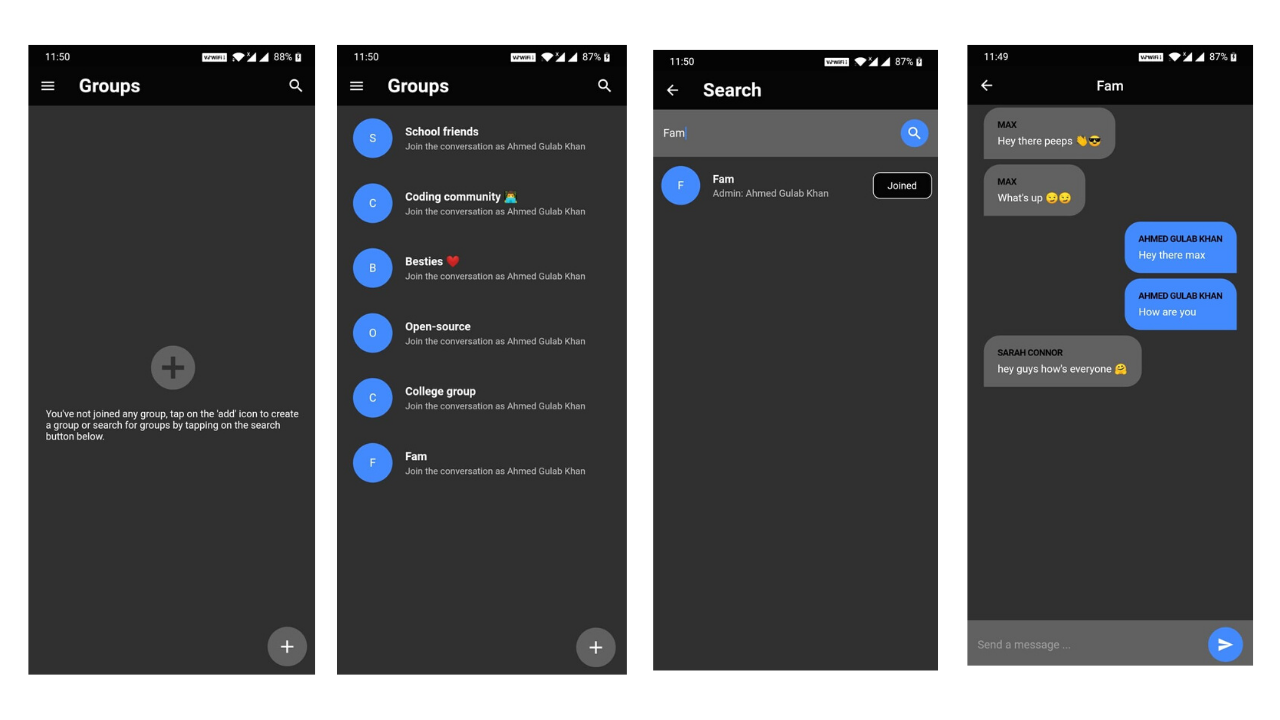 11:50
VoWiFi 1
88%
Groups
You've not joined any group, tap on the 'add' icon to create
a group or search for groups by tapping on the search
button below.
11:50
VoWiFi 1
87%
Groups
S
School friends
Join the conversation as Ahmed Gulab Khan
C
Coding community 👨‍💻
Join the conversation as Ahmed Gulab Khan
B
Besties ❤️
Join the conversation as Ahmed Gulab Khan
O
Open-source
Join the conversation as Ahmed Gulab Khan
C
College group
Join the conversation as Ahmed Gulab Khan
F
Fam
Join the conversation as Ahmed Gulab Khan
11:50
87%
Search
Fam
F
Fam
Admin: Ahmed Gulab Khan
Joined
11:49
87%
Fam
MAX
Hey there peeps 👏😎
MAX
What's up 😏😏
AHMED GULAB KHAN
Hey there max
AHMED GULAB KHAN
How are you
SARAH CONNOR
hey guys how's everyone 🤗
Send a message ...